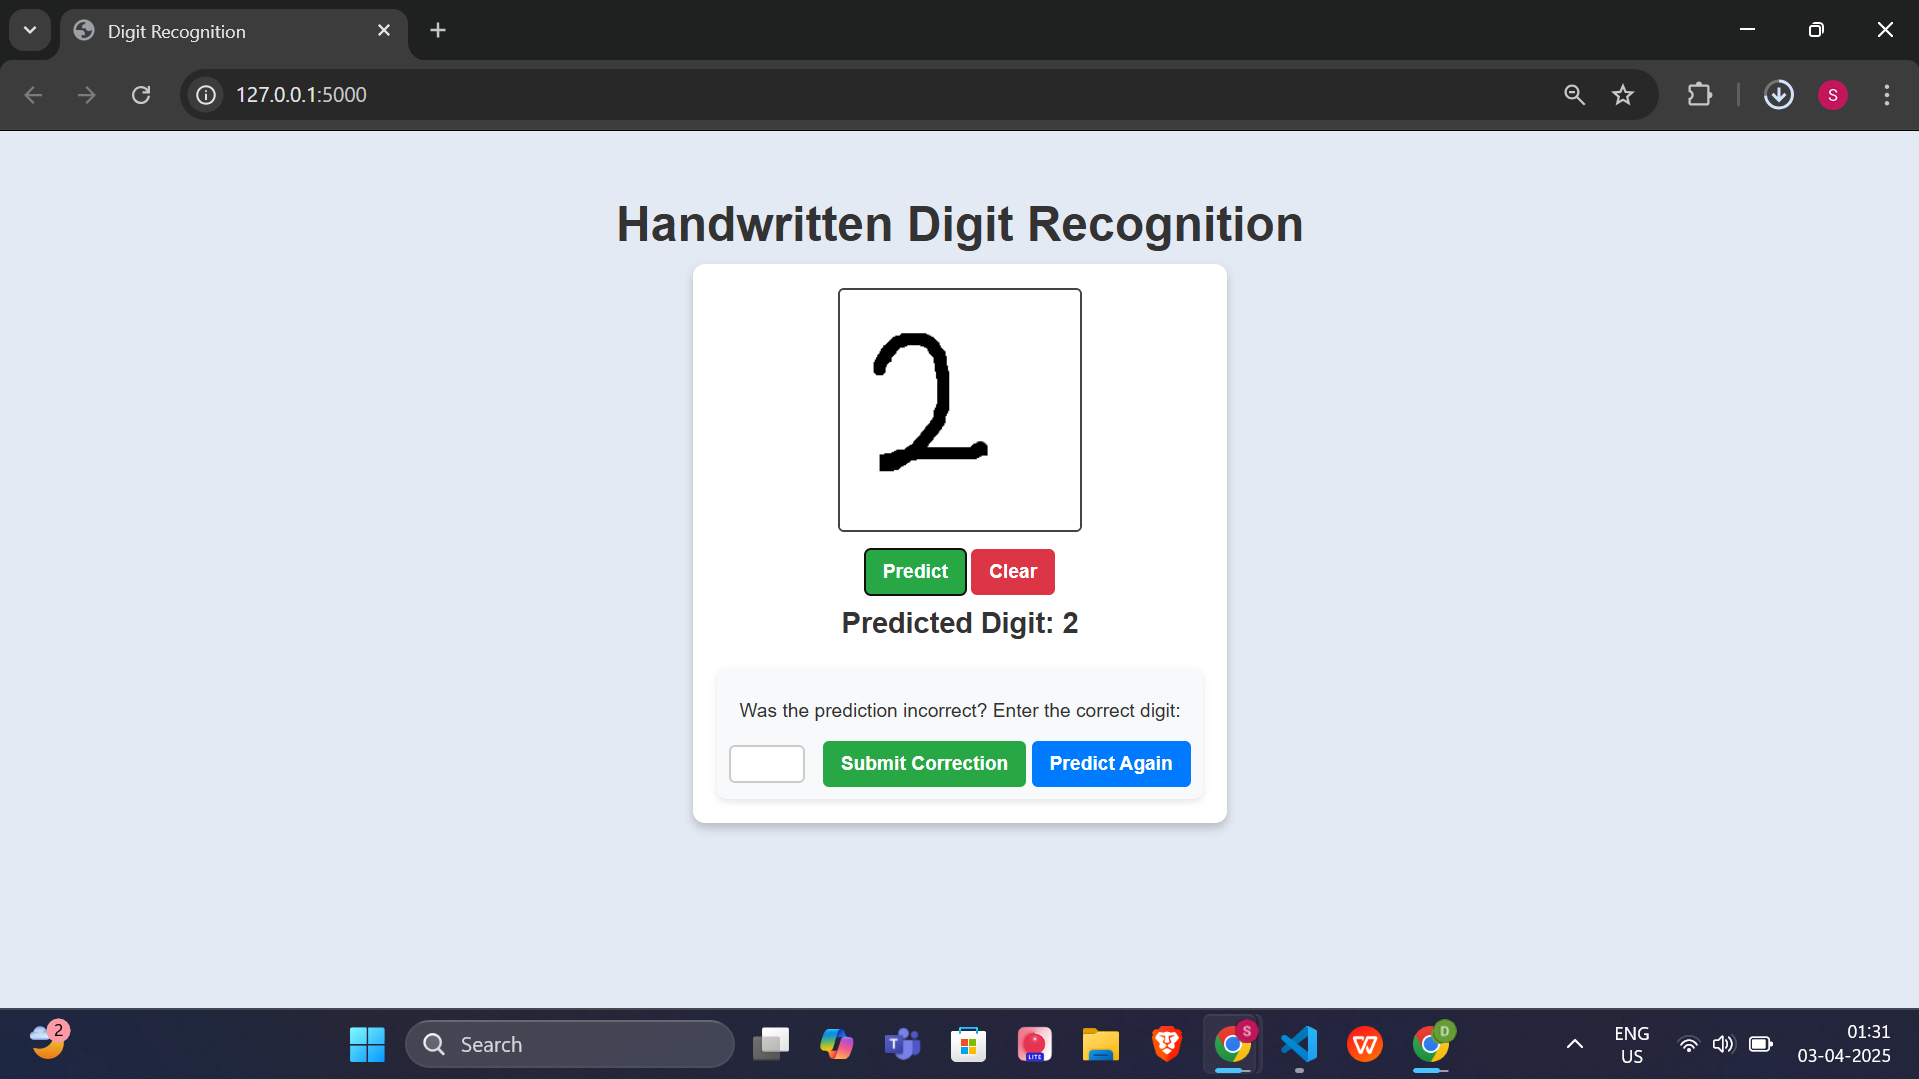 Digit Recognition
127.0.0.1:5000
S
Handwritten Digit Recognition
2
Predict Clear
Predicted Digit: 2
Was the prediction incorrect? Enter the correct digit:
Submit Correction Predict Again
2
Search
T
LITE
S
W
D
ENG
US
01:31
03-04-2025